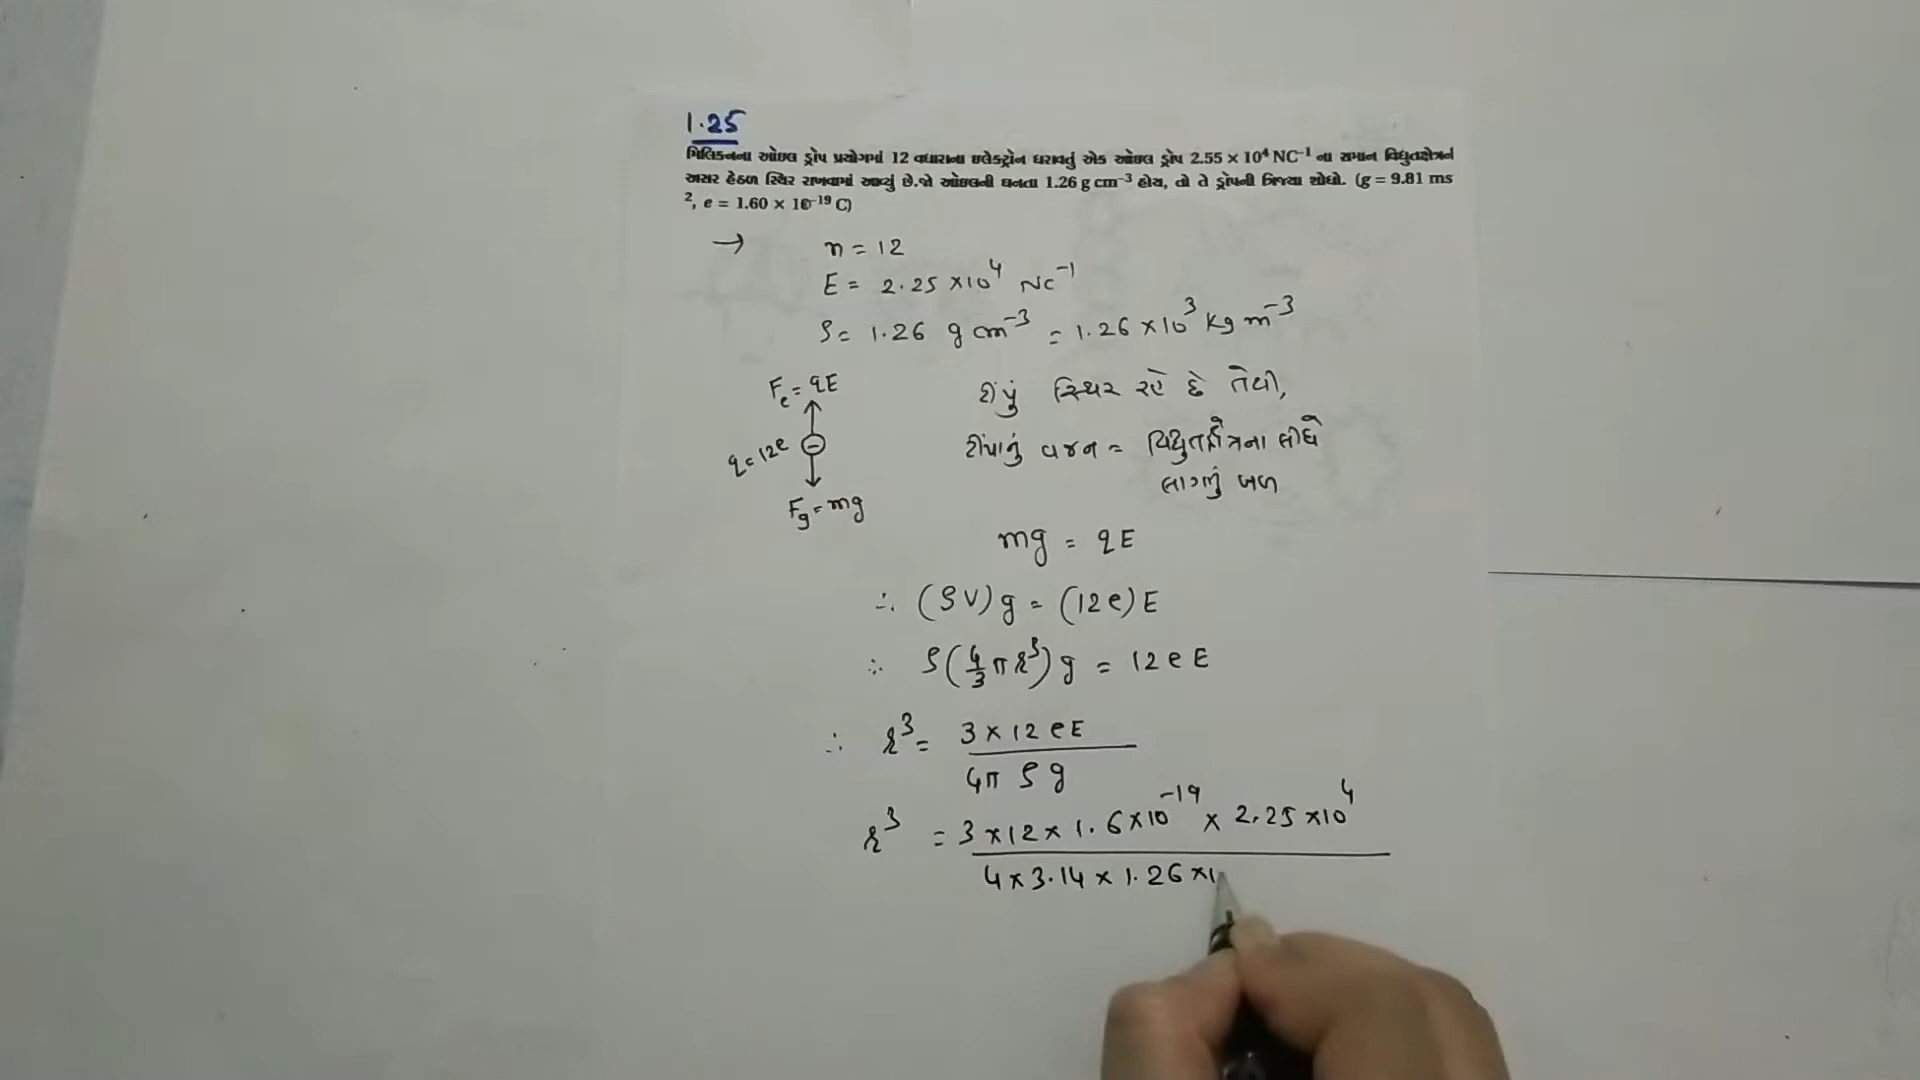 1.25
મિલિકનના ઓઇલ ડ્રોપ પ્રયોગમાં 12 વધારાના ઇલેક્ટ્રોન ધરાવતું એક ઓઇલ ડ્રોપ 2.55 × 10⁴ NC⁻¹ ના સમાન વિદ્યુતક્ષેત્રની
અસર હેઠળ સ્થિર રાખવામાં આવ્યું છે.જો ઓઇલની ઘનતા 1.26 g cm⁻³ હોય, તો તે ડ્રોપની ત્રિજ્યા શોધો. (g = 9.81 ms
², e = 1.60 × 10⁻¹⁹ C)
→ n = 12
E = 2.25 ×10⁴ NC⁻¹
ρ = 1.26 g cm⁻³ = 1.26 ×10³ kg m⁻³
Fe = qE
q = 12e
−
Fg = mg
ટીંપું સ્થિર રહે છે તેથી,
ટીંપાનું વજન = વિદ્યુતક્ષેત્રના લીધે
લાગતું બળ
mg = qE
∴ (ρV)g = (12e)E
∴ ρ(4/3 πr³)g = 12eE
∴ r³ = 3×12eE / 4πρg
r³ = 3×12×1.6×10⁻¹⁹ × 2.25×10⁴ / 4×3.14×1.26×1